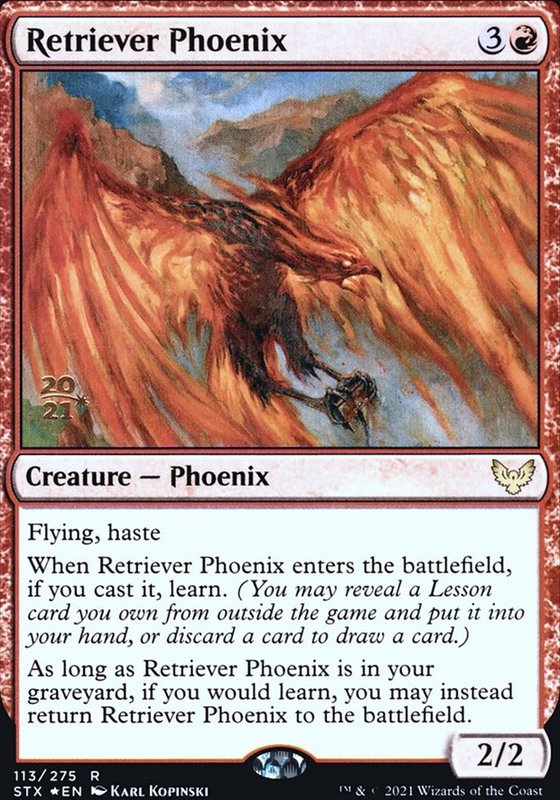 Retriever Phoenix 3
20
21
Creature — Phoenix
Flying, haste
When Retriever Phoenix enters the battlefield,
if you cast it, learn. (You may reveal a Lesson
card you own from outside the game and put it into
your hand, or discard a card to draw a card.)
As long as Retriever Phoenix is in your
graveyard, if you would learn, you may instead
return Retriever Phoenix to the battlefield.
2/2
113/275 R
STX ★ EN Karl Kopinski ™ & © 2021 Wizards of the Coast